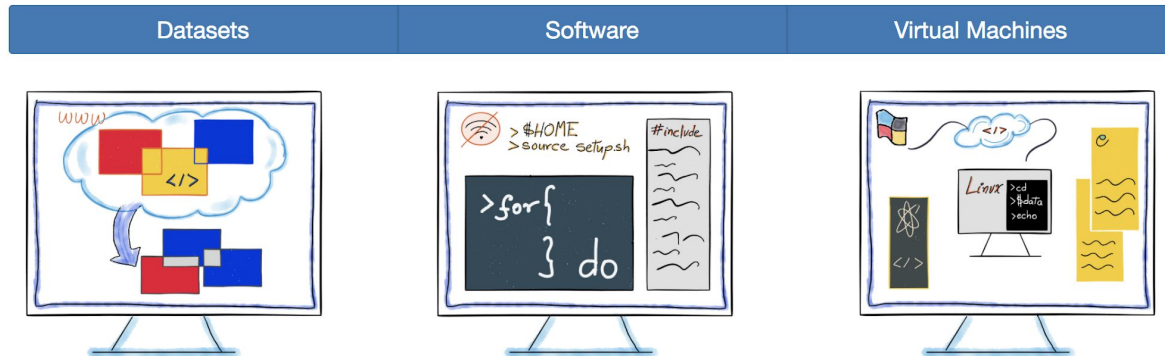 Datasets
Software
Virtual Machines
www
</>
> $HOME
> source setup.sh
#include
>for{
} do
</>
Linux
>cd
>$data
>echo
e
</>